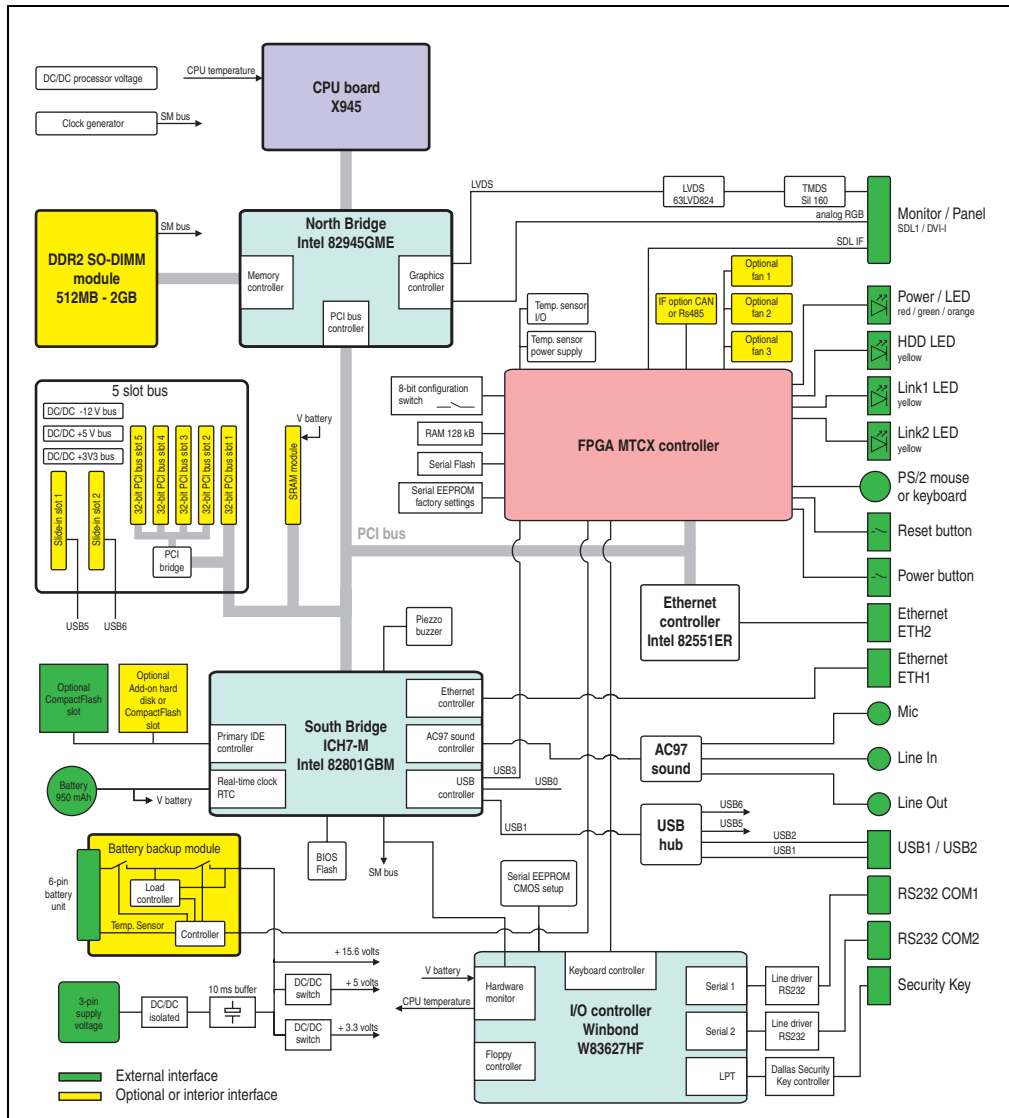 DC/DC processor voltage
CPU temperature
CPU board
X945
Clock generator
SM bus
DDR2 SO-DIMM
module
512MB - 2GB
SM bus
North Bridge
Intel 82945GME
Memory
controller
Graphics
controller
PCI bus
controller
LVDS
LVDS
63LVD824
TMDS
Sil 160
analog RGB
SDL IF
Monitor / Panel
SDL1 / DVI-I
Temp. sensor
I/O
Temp. sensor
power supply
IF option CAN
or Rs485
Optional
fan 1
Optional
fan 2
Optional
fan 3
Power / LED
red / green / orange
HDD LED
yellow
Link1 LED
yellow
Link2 LED
yellow
PS/2 mouse
or keyboard
Reset button
Power button
5 slot bus
DC/DC -12 V bus
DC/DC +5 V bus
DC/DC +3V3 bus
Slide-in slot 1
Slide-in slot 2
32-bit PCI bus slot 5
32-bit PCI bus slot 4
32-bit PCI bus slot 3
32-bit PCI bus slot 2
32-bit PCI bus slot 1
PCI
bridge
USB5
USB6
V battery
SRAM module
8-bit configuration
switch
RAM 128 kB
Serial Flash
Serial EEPROM
factory settings
FPGA MTCX controller
PCI bus
Ethernet
controller
Intel 82551ER
Ethernet
ETH2
Ethernet
ETH1
Piezzo
buzzer
Optional
CompactFlash
slot
Optional
Add-on hard
disk or
CompactFlash
slot
South Bridge
ICH7-M
Intel 82801GBM
Primary IDE
controller
Real-time clock
RTC
Ethernet
controller
AC97 sound
controller
USB
controller
USB3
USB0
USB1
Battery
950 mAh
V battery
BIOS
Flash
SM bus
AC97
sound
Mic
Line In
Line Out
USB
hub
USB6
USB5
USB2
USB1
USB1 / USB2
Battery backup module
6-pin
battery
unit
Load
controller
Temp. Sensor
Controller
Serial EEPROM
CMOS setup
3-pin
supply
voltage
DC/DC
isolated
10 ms buffer
+ 15.6 volts
DC/DC
switch
+ 5 volts
DC/DC
switch
+ 3.3 volts
V battery
CPU temperature
Hardware
monitor
Keyboard controller
Floppy
controller
I/O controller
Winbond
W83627HF
Serial 1
Serial 2
LPT
Line driver
RS232
Line driver
RS232
Dallas Security
Key controller
RS232 COM1
RS232 COM2
Security Key
External interface
Optional or interior interface